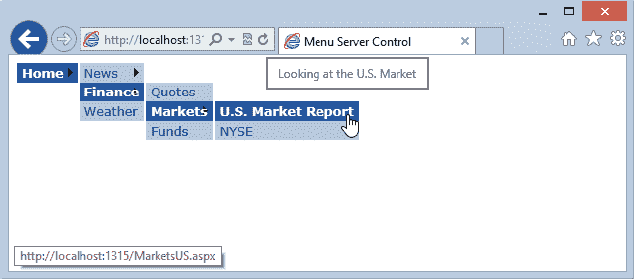 http://localhost:131
Menu Server Control
Looking at the U.S. Market
Home News
Finance Quotes
Weather Markets U.S. Market Report
Funds NYSE
http://localhost:1315/MarketsUS.aspx